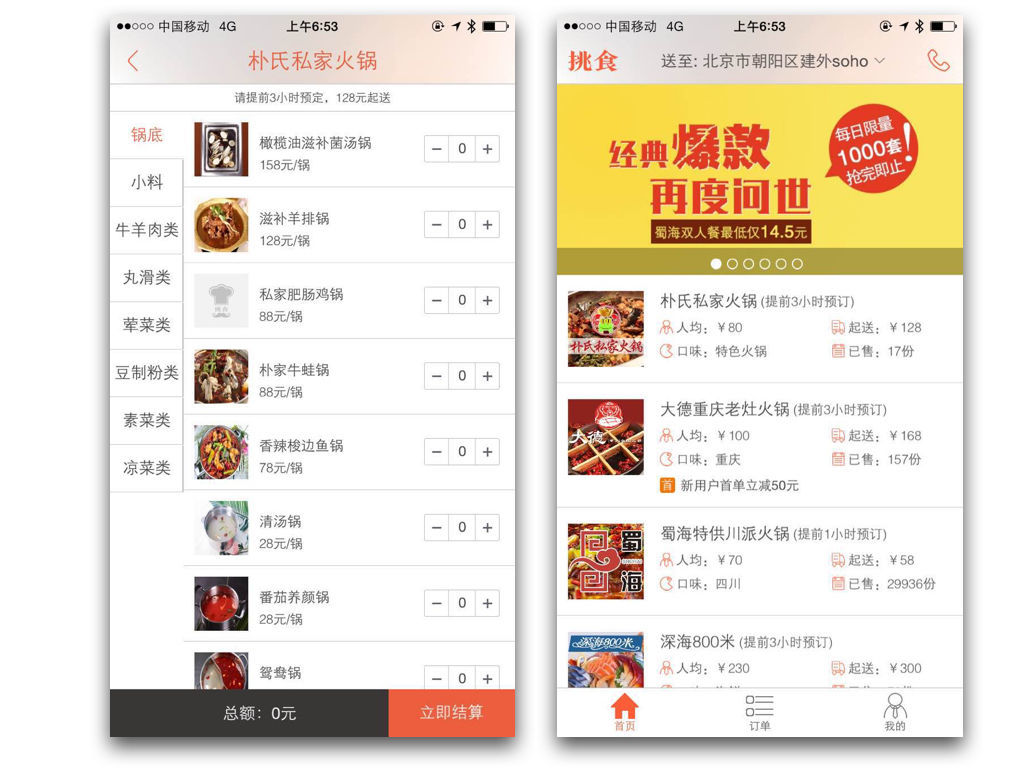 中国移动 4G 上午6:53
朴氏私家火锅
请提前3小时预定，128元起送
锅底
小料
牛羊肉类
丸滑类
荤菜类
豆制粉类
素菜类
凉菜类
橄榄油滋补菌汤锅
158元/锅
− 0 +
滋补羊排锅
128元/锅
− 0 +
私家肥肠鸡锅
88元/锅
− 0 +
朴家牛蛙锅
88元/锅
− 0 +
香辣梭边鱼锅
78元/锅
− 0 +
清汤锅
28元/锅
− 0 +
番茄养颜锅
28元/锅
− 0 +
鸳鸯锅
− 0 +
总额：0元
立即结算
中国移动 4G 上午6:53
挑食 送至: 北京市朝阳区建外soho
经典爆款
再度问世
蜀海双人餐最低仅14.5元
每日限量
1000套!
抢完即止
朴氏私家火锅
朴氏私家火锅 (提前3小时预订)
人均：￥80 起送：￥128
口味：特色火锅 已售：17份
大德
大德重庆老灶火锅 (提前3小时预订)
人均：￥100 起送：￥168
口味：重庆 已售：157份
首 新用户首单立减50元
蜀
海
蜀海特供川派火锅 (提前1小时预订)
人均：￥70 起送：￥58
口味：四川 已售：29936份
深海800米
深海800米 (提前3小时预订)
人均：￥230 起送：￥300
首页
订单
我的